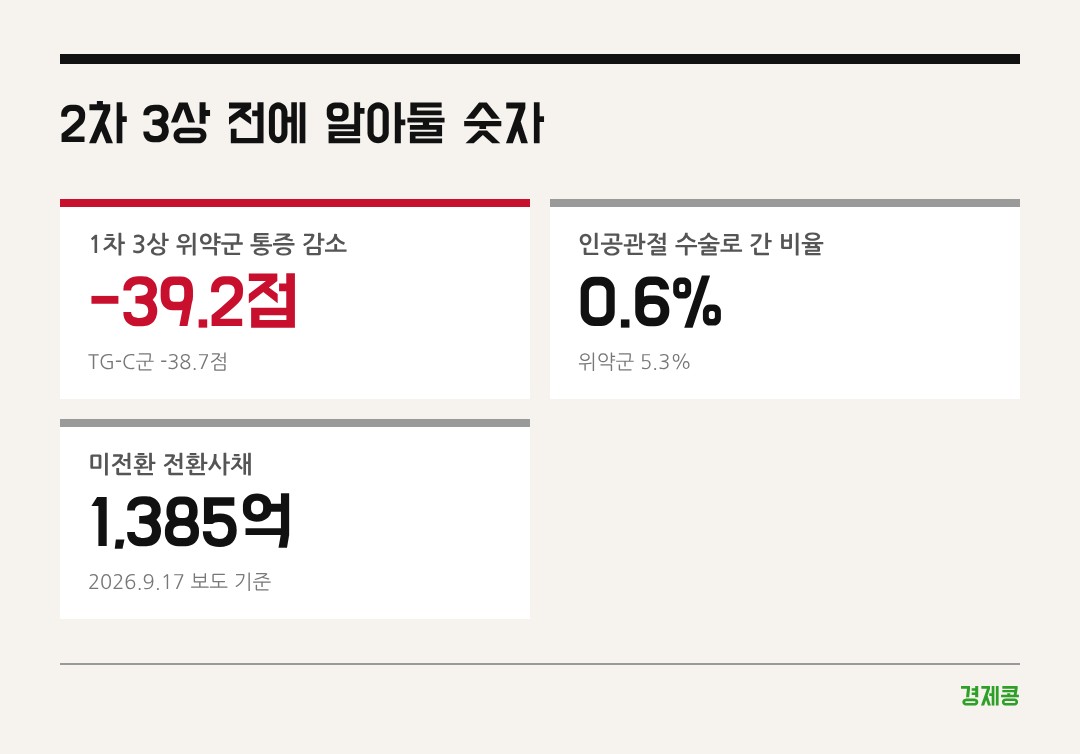 2차 3상 전에 알아둘 숫자
1차 3상 위약군 통증 감소
-39.2점
TG-C군 -38.7점
인공관절 수술로 간 비율
0.6%
위약군 5.3%
미전환 전환사채
1,385억
2026.9.17 보도 기준
경제콩